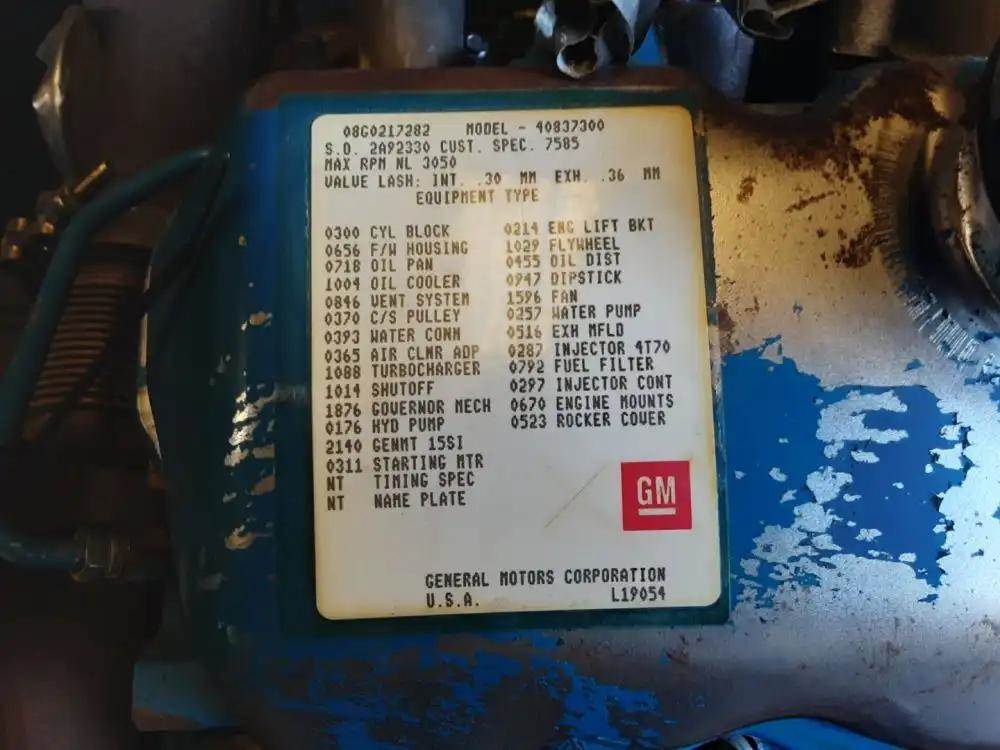 08G0217282 MODEL - 40837300
S.O. 2A92330 CUST. SPEC. 7585
MAX RPM NL 3050
VALVE LASH: INT. .30 MM EXH. .36 MM
EQUIPMENT TYPE
0300 CYL BLOCK
0656 F/W HOUSING
0718 OIL PAN
1004 OIL COOLER
0846 VENT SYSTEM
0370 C/S PULLEY
0393 WATER CONN
0365 AIR CLNR ADP
1088 TURBOCHARGER
1014 SHUTOFF
1876 GOVERNOR MECH
0176 HYD PUMP
2140 GENMT 15SI
0311 STARTING MTR
NT TIMING SPEC
NT NAME PLATE
0214 ENG LIFT BKT
1029 FLYWHEEL
0455 OIL DIST
0947 DIPSTICK
1596 FAN
0257 WATER PUMP
0516 EXH MFLD
0287 INJECTOR 4T70
0792 FUEL FILTER
0297 INJECTOR CONT
0670 ENGINE MOUNTS
0523 ROCKER COVER
GM
GENERAL MOTORS CORPORATION
U.S.A. L19054